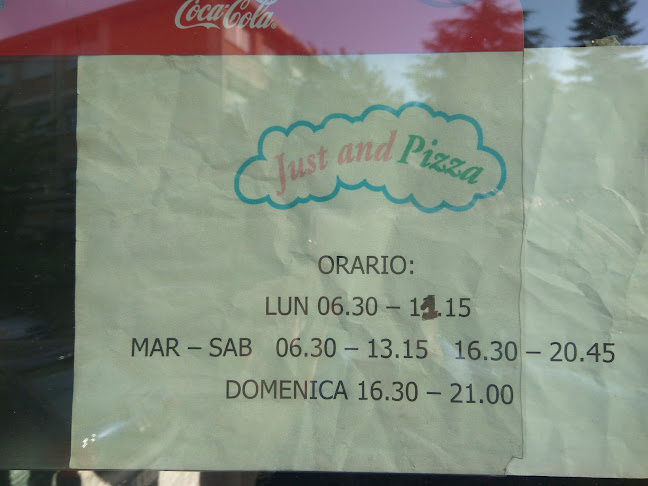 Coca-Cola
Just and Pizza
ORARIO:
LUN 06.30 – 11.15
MAR – SAB 06.30 – 13.15 16.30 – 20.45
DOMENICA 16.30 – 21.00